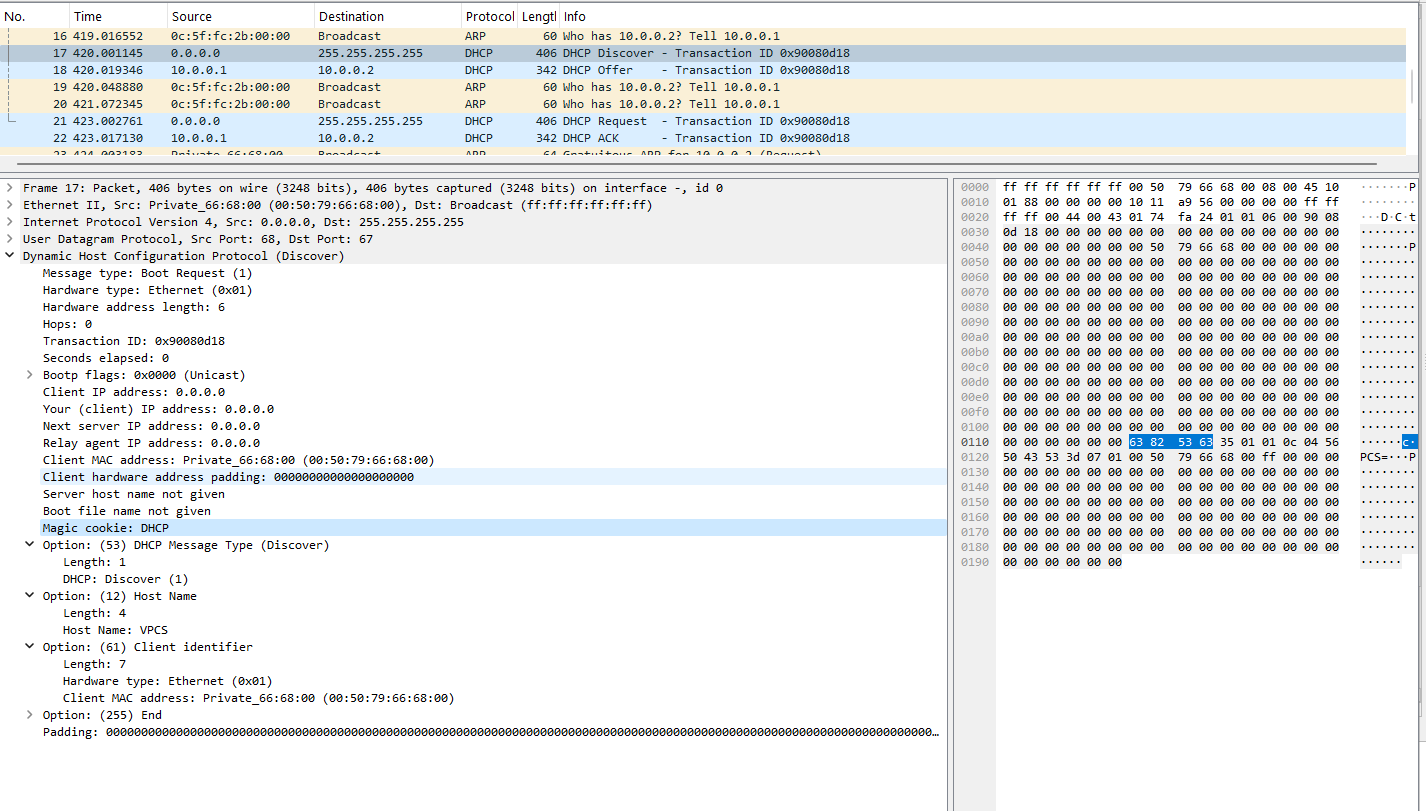 No. Time Source Destination Protocol Lengtl Info
16 419.016552 0c:5f:fc:2b:00:00 Broadcast ARP 60 Who has 10.0.0.2? Tell 10.0.0.1
17 420.001145 0.0.0.0 255.255.255.255 DHCP 406 DHCP Discover - Transaction ID 0x90080d18
18 420.019346 10.0.0.1 10.0.0.2 DHCP 342 DHCP Offer - Transaction ID 0x90080d18
19 420.048880 0c:5f:fc:2b:00:00 Broadcast ARP 60 Who has 10.0.0.2? Tell 10.0.0.1
20 421.072345 0c:5f:fc:2b:00:00 Broadcast ARP 60 Who has 10.0.0.2? Tell 10.0.0.1
21 423.002761 0.0.0.0 255.255.255.255 DHCP 406 DHCP Request - Transaction ID 0x90080d18
22 423.017130 10.0.0.1 10.0.0.2 DHCP 342 DHCP ACK - Transaction ID 0x90080d18
23 424.003183 Private_66:68:00 Broadcast ARP 64 Gratuitous ARP for 10.0.0.2 (Request)
Frame 17: Packet, 406 bytes on wire (3248 bits), 406 bytes captured (3248 bits) on interface -, id 0
Ethernet II, Src: Private_66:68:00 (00:50:79:66:68:00), Dst: Broadcast (ff:ff:ff:ff:ff:ff)
Internet Protocol Version 4, Src: 0.0.0.0, Dst: 255.255.255.255
User Datagram Protocol, Src Port: 68, Dst Port: 67
Dynamic Host Configuration Protocol (Discover)
Message type: Boot Request (1)
Hardware type: Ethernet (0x01)
Hardware address length: 6
Hops: 0
Transaction ID: 0x90080d18
Seconds elapsed: 0
Bootp flags: 0x0000 (Unicast)
Client IP address: 0.0.0.0
Your (client) IP address: 0.0.0.0
Next server IP address: 0.0.0.0
Relay agent IP address: 0.0.0.0
Client MAC address: Private_66:68:00 (00:50:79:66:68:00)
Client hardware address padding: 00000000000000000000
Server host name not given
Boot file name not given
Magic cookie: DHCP
Option: (53) DHCP Message Type (Discover)
Length: 1
DHCP: Discover (1)
Option: (12) Host Name
Length: 4
Host Name: VPCS
Option: (61) Client identifier
Length: 7
Hardware type: Ethernet (0x01)
Client MAC address: Private_66:68:00 (00:50:79:66:68:00)
Option: (255) End
Padding: 0000000000000000000000000000000000000000000000000000000000000000000000000000000000000000000000000000000000000000000000…
0000 ff ff ff ff ff ff 00 50 79 66 68 00 08 00 45 10 ·······P
0010 01 88 00 00 00 00 10 11 a9 56 00 00 00 00 ff ff ········
0020 ff ff 00 44 00 43 01 74 fa 24 01 01 06 00 90 08 ···D·C·t
0030 0d 18 00 00 00 00 00 00 00 00 00 00 00 00 00 00 ········
0040 00 00 00 00 00 00 00 50 79 66 68 00 00 00 00 00 ·······P
0050 00 00 00 00 00 00 00 00 00 00 00 00 00 00 00 00 ········
0060 00 00 00 00 00 00 00 00 00 00 00 00 00 00 00 00 ········
0070 00 00 00 00 00 00 00 00 00 00 00 00 00 00 00 00 ········
0080 00 00 00 00 00 00 00 00 00 00 00 00 00 00 00 00 ········
0090 00 00 00 00 00 00 00 00 00 00 00 00 00 00 00 00 ········
00a0 00 00 00 00 00 00 00 00 00 00 00 00 00 00 00 00 ········
00b0 00 00 00 00 00 00 00 00 00 00 00 00 00 00 00 00 ········
00c0 00 00 00 00 00 00 00 00 00 00 00 00 00 00 00 00 ········
00d0 00 00 00 00 00 00 00 00 00 00 00 00 00 00 00 00 ········
00e0 00 00 00 00 00 00 00 00 00 00 00 00 00 00 00 00 ········
00f0 00 00 00 00 00 00 00 00 00 00 00 00 00 00 00 00 ········
0100 00 00 00 00 00 00 00 00 00 00 00 00 00 00 00 00 ········
0110 00 00 00 00 00 00 63 82 53 63 35 01 01 0c 04 56 ······c·
0120 50 43 53 3d 07 01 00 50 79 66 68 00 ff 00 00 00 PCS=···P
0130 00 00 00 00 00 00 00 00 00 00 00 00 00 00 00 00 ········
0140 00 00 00 00 00 00 00 00 00 00 00 00 00 00 00 00 ········
0150 00 00 00 00 00 00 00 00 00 00 00 00 00 00 00 00 ········
0160 00 00 00 00 00 00 00 00 00 00 00 00 00 00 00 00 ········
0170 00 00 00 00 00 00 00 00 00 00 00 00 00 00 00 00 ········
0180 00 00 00 00 00 00 00 00 00 00 00 00 00 00 00 00 ········
0190 00 00 00 00 00 00 ······